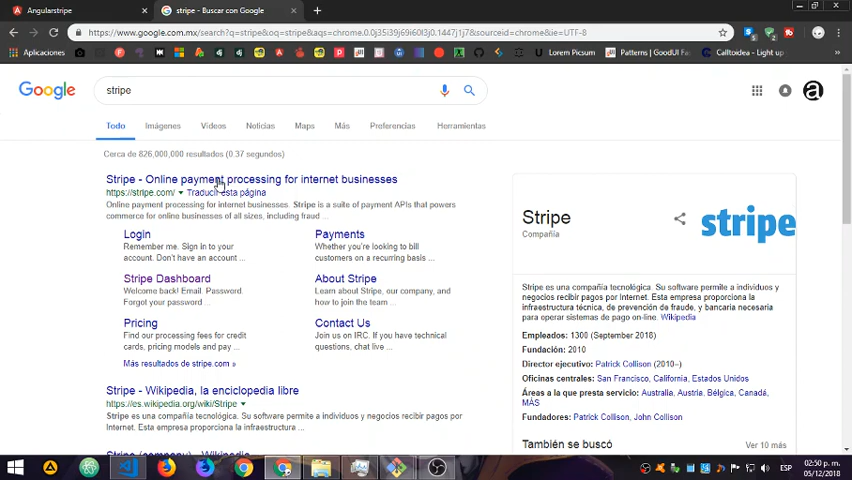 Angularstripe
stripe - Buscar con Google
https://www.google.com.mx/search?q=stripe&oq=stripe&aqs=chrome.0.0j35i39j69i60l3j0.1447j1j7&sourceid=chrome&ie=UTF-8
Aplicaciones
Lorem Picsum
Patterns | GoodUI Fas
Calltoidea - Light up
Google
stripe
Todo
Imágenes
Vídeos
Noticias
Maps
Más
Preferencias
Herramientas
Cerca de 826,000,000 resultados (0.37 segundos)
Stripe - Online payment processing for internet businesses
https://stripe.com/ Traducir esta página
Online payment processing for internet businesses. Stripe is a suite of payment APIs that powers
commerce for online businesses of all sizes, including fraud ...
Login
Remember me. Sign in to your
account. Don't have an account ...
Payments
Whether you're looking to bill
customers on a recurring basis ...
Stripe Dashboard
Welcome back! Email. Password.
Forgot your password ...
About Stripe
Learn about Stripe, our company, and
how to join the team ...
Pricing
Find our processing fees for credit
cards, pricing models and pay ...
Contact Us
Join us on IRC. If you have technical
questions, chat live ...
Más resultados de stripe.com »
Stripe - Wikipedia, la enciclopedia libre
https://es.wikipedia.org/wiki/Stripe
Stripe es una compañía tecnológica. Su software permite a individuos y negocios recibir pagos por
Internet. Esta empresa proporciona la infraestructura ...
Stripe (company) - Wikipedia
Stripe
Compañía
stripe
Stripe es una compañía tecnológica. Su software permite a individuos y
negocios recibir pagos por Internet. Esta empresa proporciona la
infraestructura técnica, de prevención de fraude, y bancaria necesaria
para operar sistemas de pago on-line. Wikipedia
Empleados: 1300 (September 2018)
Fundación: 2010
Director ejecutivo: Patrick Collison (2010–)
Oficinas centrales: San Francisco, California, Estados Unidos
Áreas a la que presta servicio: Australia, Austria, Bélgica, Canadá,
MÁS
Fundadores: Patrick Collison, John Collison
También se buscó
Ver 10 más
ESP
02:50 p. m.
05/12/2018